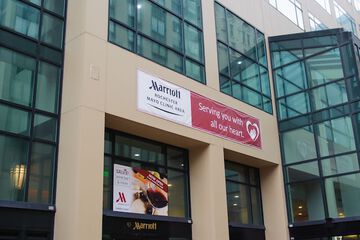 Marriott
ROCHESTER
MAYO CLINIC AREA
Serving you with
all our heart.
Marriott